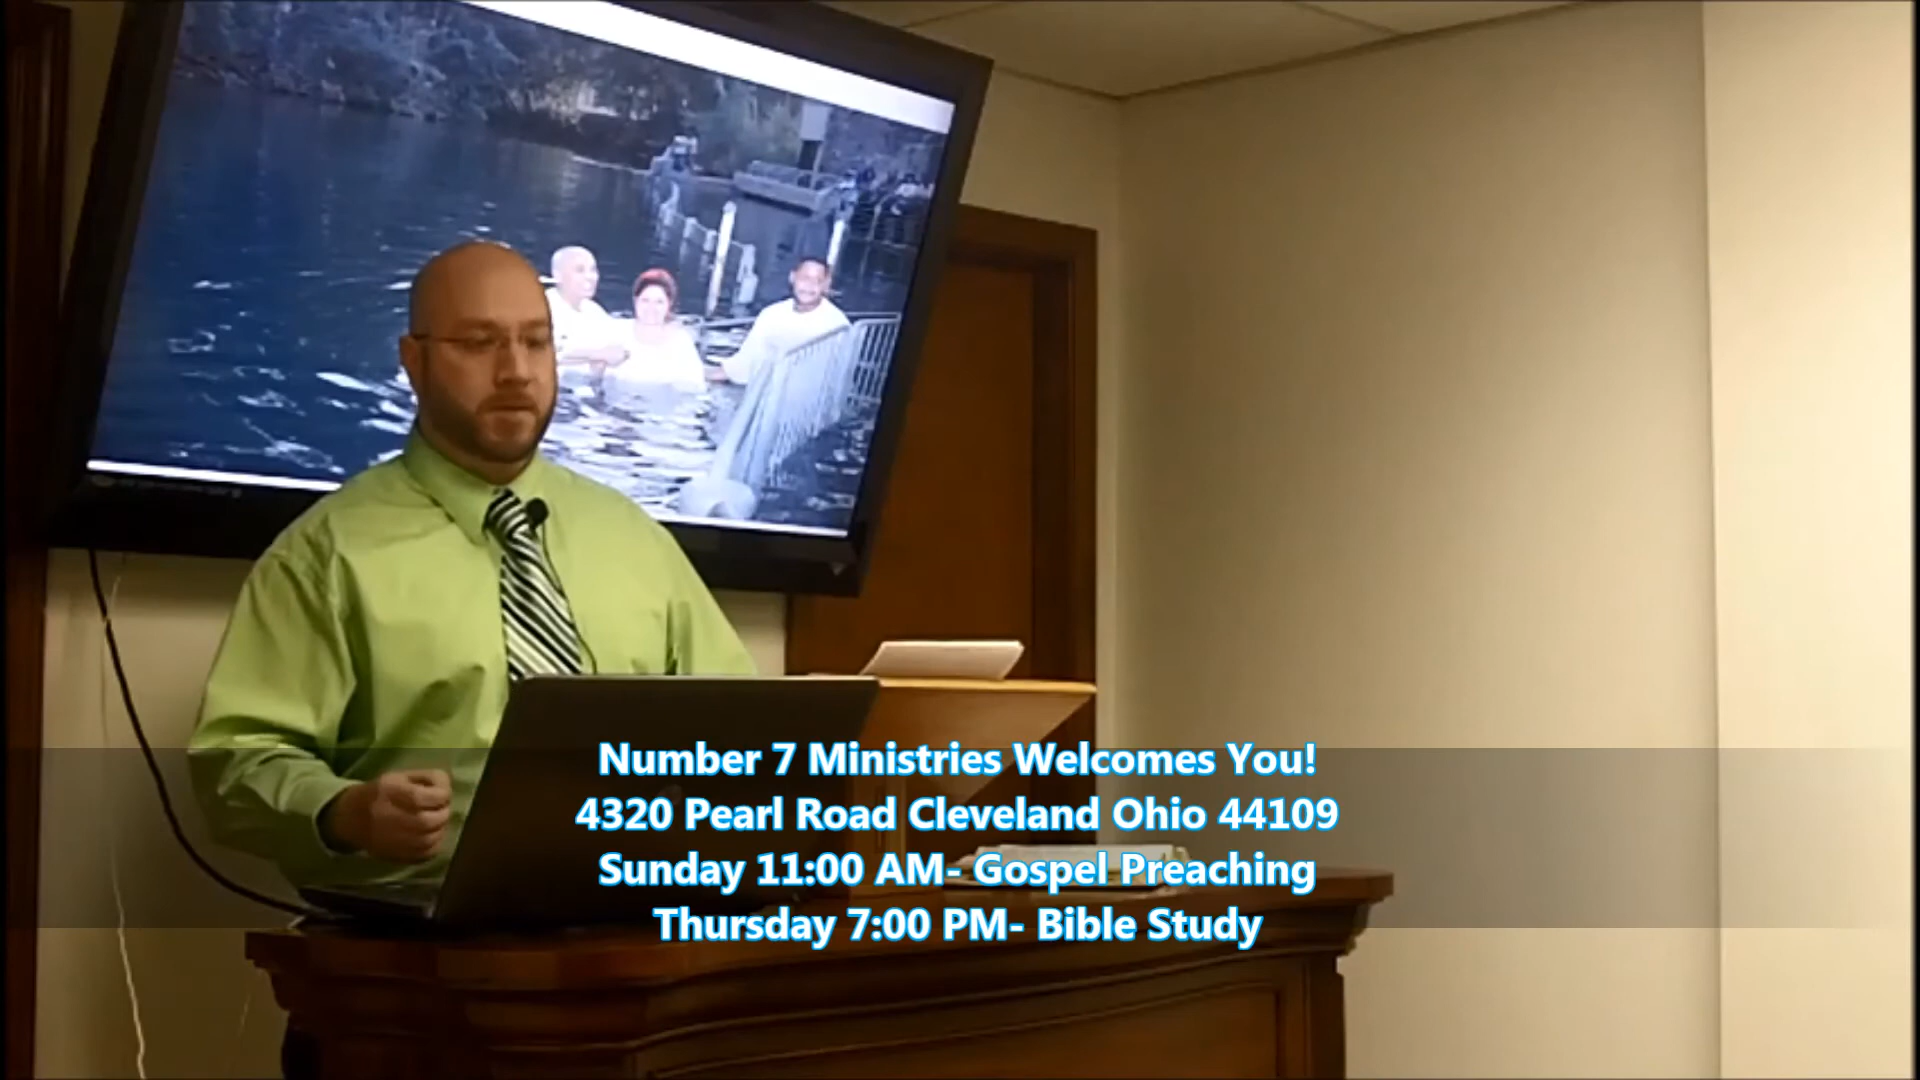 Number 7 Ministries Welcomes You!
4320 Pearl Road Cleveland Ohio 44109
Sunday 11:00 AM- Gospel Preaching
Thursday 7:00 PM- Bible Study